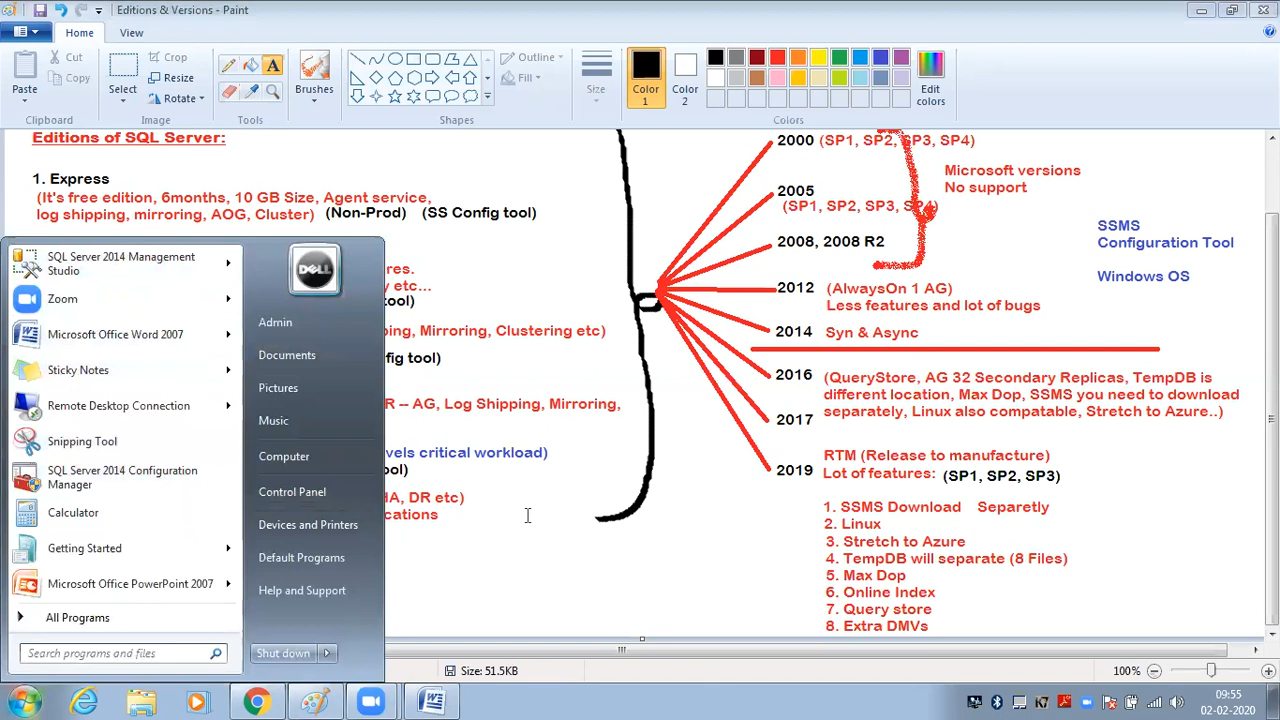 Editions & Versions - Paint
Home
View
Paste
Cut
Copy
Select
Crop
Resize
Rotate
Brushes
Outline
Fill
Size
Color
1
Color
2
Edit
colors
Clipboard
Image
Tools
Shapes
Colors
Editions of SQL Server:
1. Express
(It's free edition, 6months, 10 GB Size, Agent service,
log shipping, mirroring, AOG, Cluster) (Non-Prod) (SS Config tool)
res.
y etc...
tool)
ping, Mirroring, Clustering etc)
fig tool)
R -- AG, Log Shipping, Mirroring,
vels critical workload)
ool)
HA, DR etc)
cations
2000 (SP1, SP2, SP3, SP4)
2005
(SP1, SP2, SP3, SP4)
2008, 2008 R2
Microsoft versions
No support
SSMS
Configuration Tool
Windows OS
2012 (AlwaysOn 1 AG)
Less features and lot of bugs
2014 Syn & Async
2016 (QueryStore, AG 32 Secondary Replicas, TempDB is
different location, Max Dop, SSMS you need to download
separately, Linux also compatable, Stretch to Azure..)
2017
2019 RTM (Release to manufacture)
Lot of features: (SP1, SP2, SP3)
1. SSMS Download Separetly
2. Linux
3. Stretch to Azure
4. TempDB will separate (8 Files)
5. Max Dop
6. Online Index
7. Query store
8. Extra DMVs
SQL Server 2014 Management
Studio
Zoom
Microsoft Office Word 2007
Sticky Notes
Remote Desktop Connection
Snipping Tool
SQL Server 2014 Configuration
Manager
Calculator
Getting Started
Microsoft Office PowerPoint 2007
All Programs
Search programs and files
DELL
Admin
Documents
Pictures
Music
Computer
Control Panel
Devices and Printers
Default Programs
Help and Support
Shut down
Size: 51.5KB
100%
09:55
02-02-2020